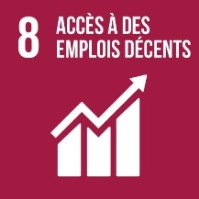 8 ACCÈS À DES
EMPLOIS DÉCENTS